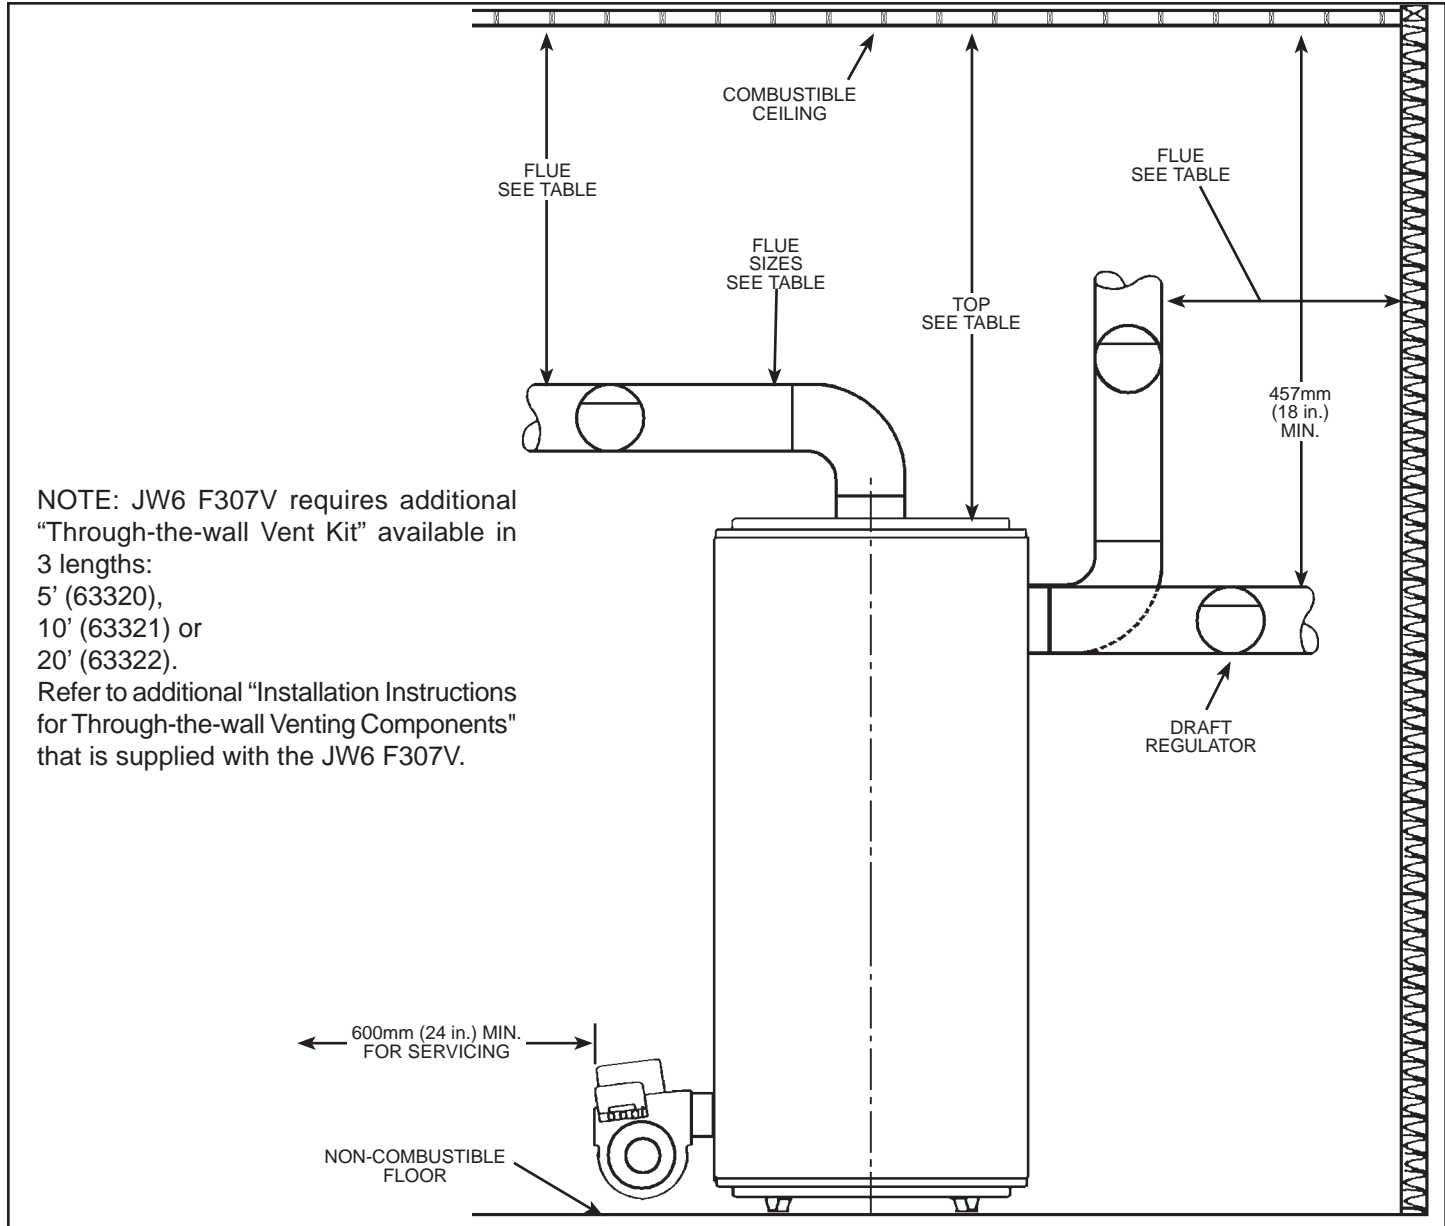 COMBUSTIBLE
CEILING
FLUE
SEE TABLE
FLUE
SEE TABLE
FLUE
SIZES
SEE TABLE
TOP
SEE TABLE
457mm
(18 in.)
MIN.
NOTE: JW6 F307V requires additional
“Through-the-wall Vent Kit” available in
3 lengths:
5’ (63320),
10’ (63321) or
20’ (63322).
Refer to additional “Installation Instructions
for Through-the-wall Venting Components"
that is supplied with the JW6 F307V.
DRAFT
REGULATOR
600mm (24 in.) MIN.
FOR SERVICING
NON-COMBUSTIBLE
FLOOR